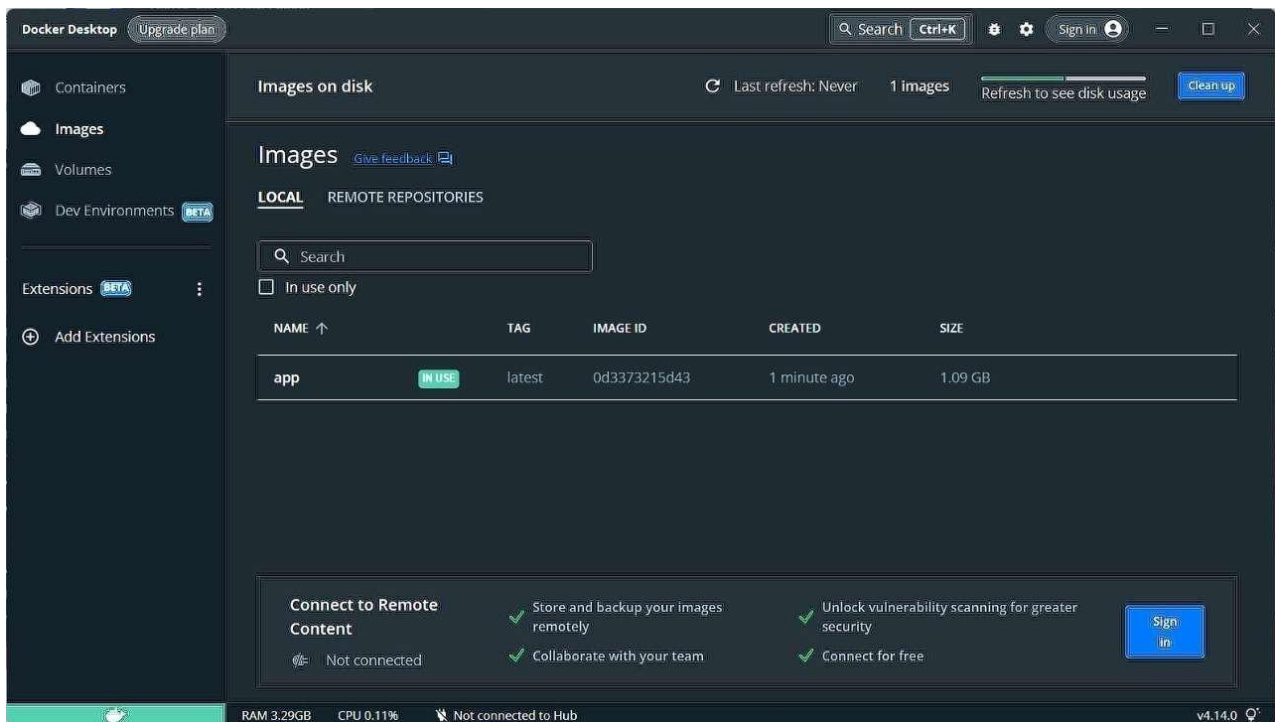 Docker Desktop Upgrade plan Search Ctrl+K Sign in
Containers
Images
Volumes
Dev Environments BETA
Extensions BETA
Add Extensions
Images on disk Last refresh: Never 1 images Refresh to see disk usage Clean up
Images Give feedback
LOCAL REMOTE REPOSITORIES
Search
In use only
NAME TAG IMAGE ID CREATED SIZE
app IN USE latest 0d3373215d43 1 minute ago 1.09 GB
Connect to Remote
Content
Not connected
Store and backup your images
remotely
Collaborate with your team
Unlock vulnerability scanning for greater
security
Connect for free
Sign
in
RAM 3.29GB CPU 0.11% Not connected to Hub v4.14.0